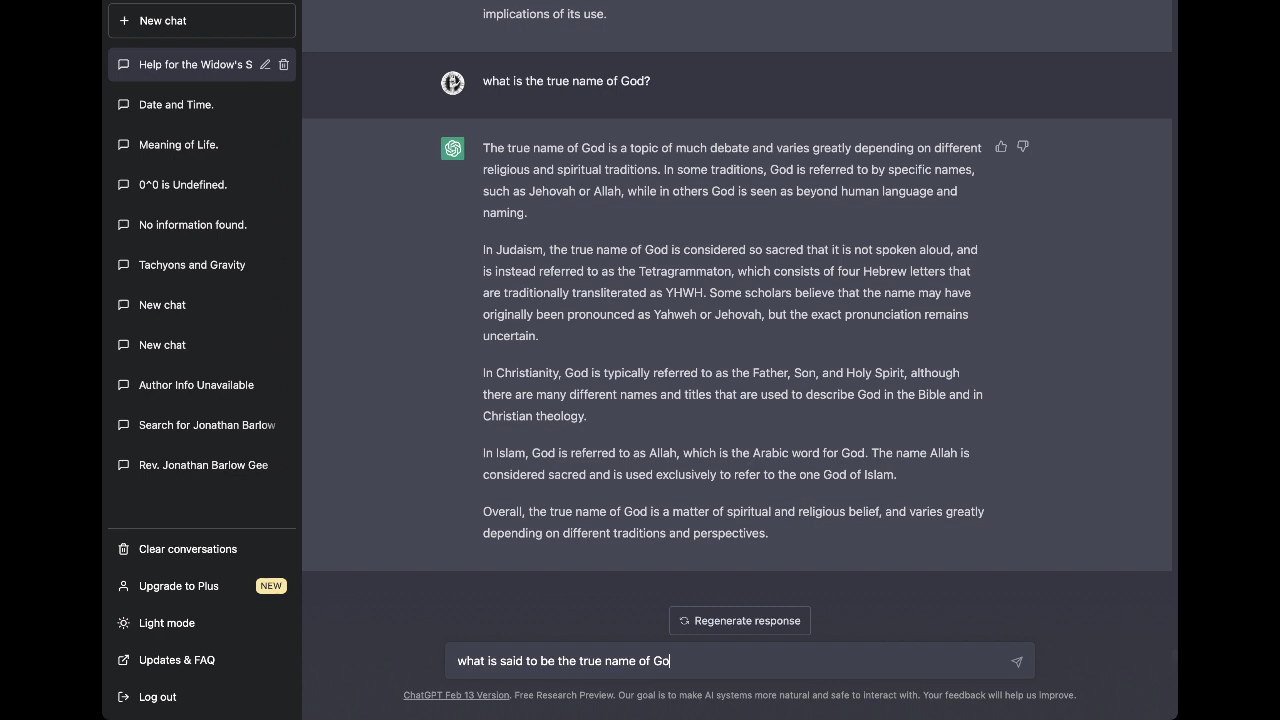 New chat
Help for the Widow's S
Date and Time.
Meaning of Life.
0^0 is Undefined.
No information found.
Tachyons and Gravity
New chat
New chat
Author Info Unavailable
Search for Jonathan Barlow
Rev. Jonathan Barlow Gee
Clear conversations
Upgrade to Plus NEW
Light mode
Updates & FAQ
Log out
implications of its use.
what is the true name of God?
The true name of God is a topic of much debate and varies greatly depending on different
religious and spiritual traditions. In some traditions, God is referred to by specific names,
such as Jehovah or Allah, while in others God is seen as beyond human language and
naming.
In Judaism, the true name of God is considered so sacred that it is not spoken aloud, and
is instead referred to as the Tetragrammaton, which consists of four Hebrew letters that
are traditionally transliterated as YHWH. Some scholars believe that the name may have
originally been pronounced as Yahweh or Jehovah, but the exact pronunciation remains
uncertain.
In Christianity, God is typically referred to as the Father, Son, and Holy Spirit, although
there are many different names and titles that are used to describe God in the Bible and in
Christian theology.
In Islam, God is referred to as Allah, which is the Arabic word for God. The name Allah is
considered sacred and is used exclusively to refer to the one God of Islam.
Overall, the true name of God is a matter of spiritual and religious belief, and varies greatly
depending on different traditions and perspectives.
Regenerate response
what is said to be the true name of Go
ChatGPT Feb 13 Version. Free Research Preview. Our goal is to make AI systems more natural and safe to interact with. Your feedback will help us improve.